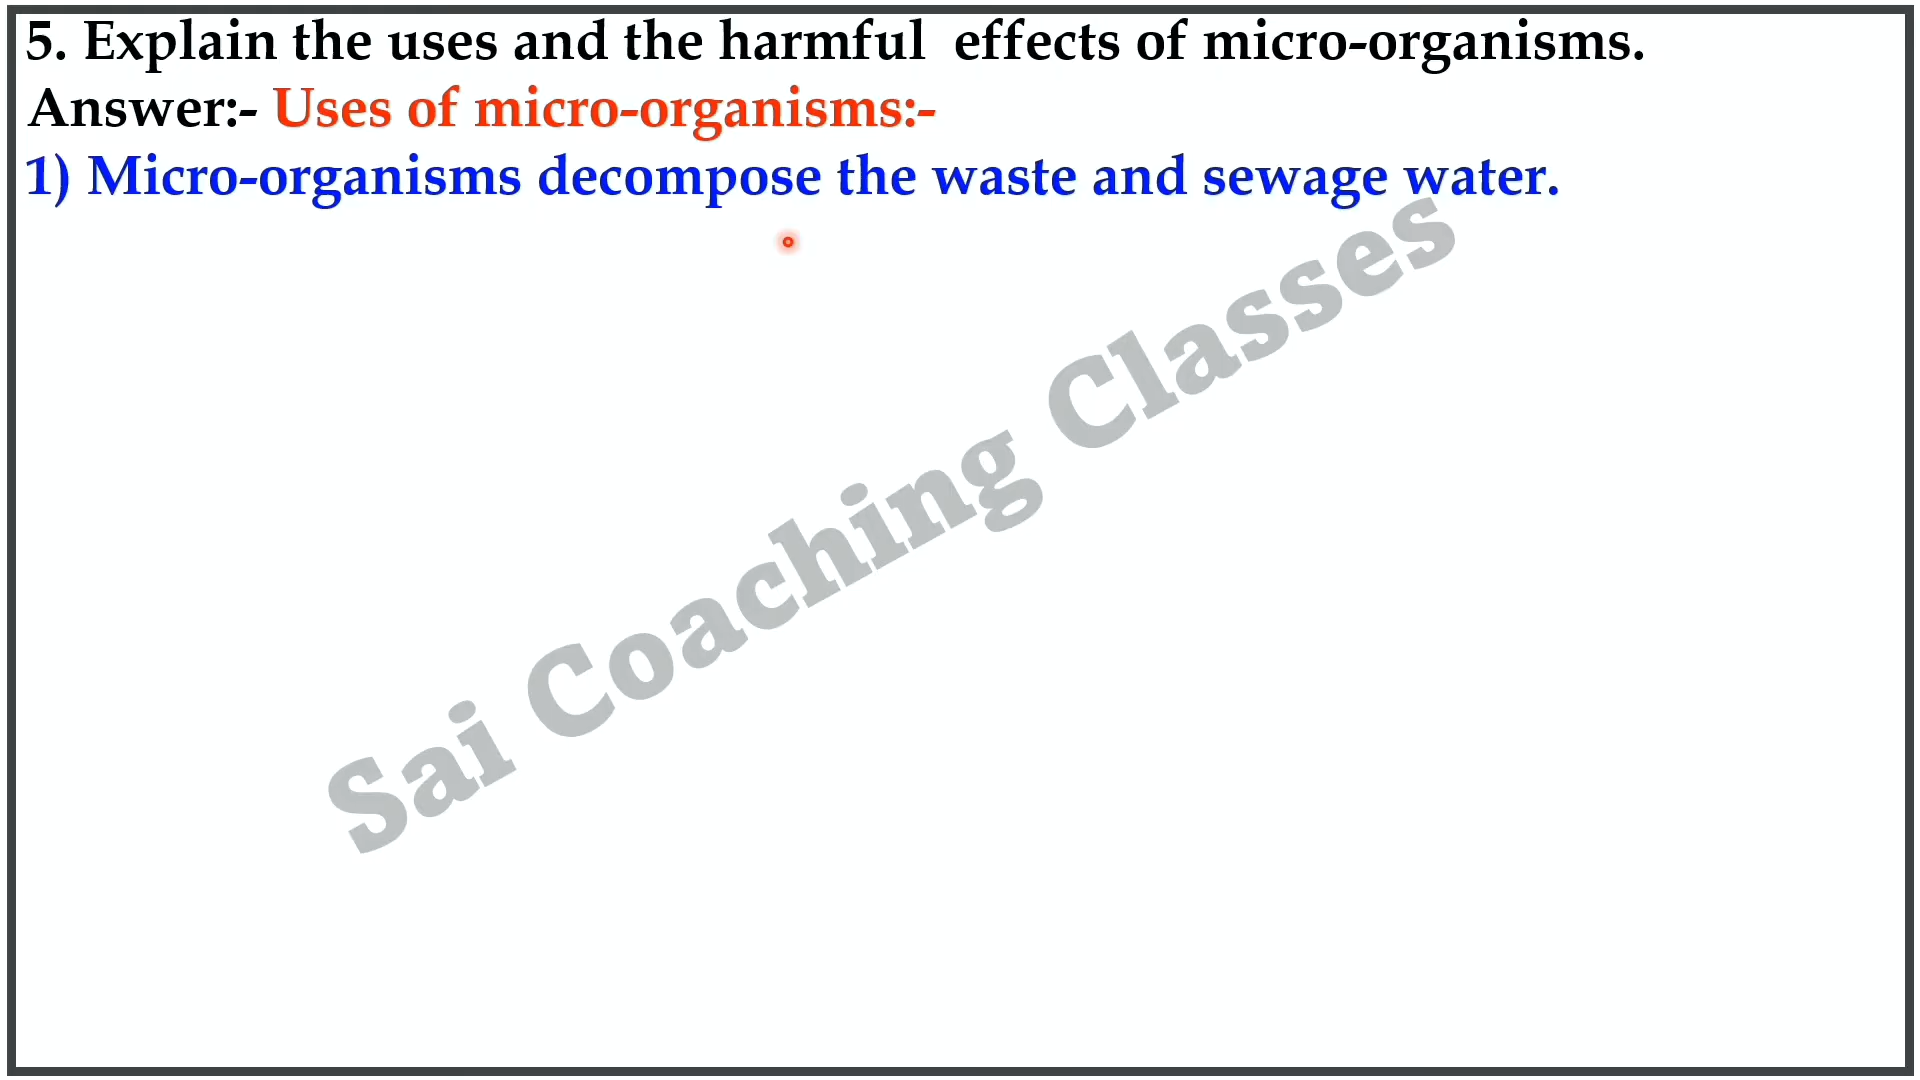 5. Explain the uses and the harmful  effects of micro-organisms.
Answer:- Uses of micro-organisms:-
1) Micro-organisms decompose the waste and sewage water.
Sai Coaching Classes